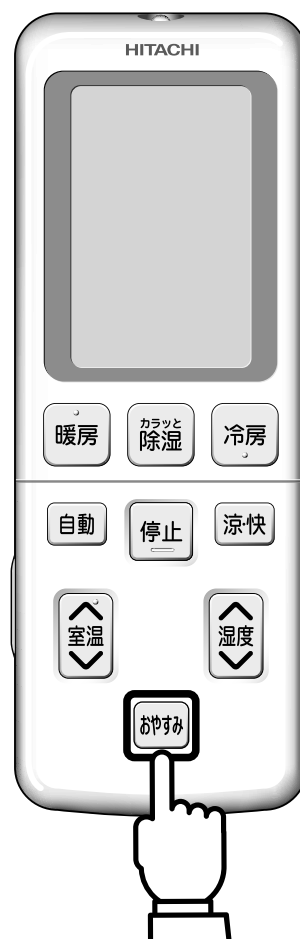 HITACHI
暖房
カラッと
除湿
冷房
自動
停止
涼・快
室温
湿度
おやすみ